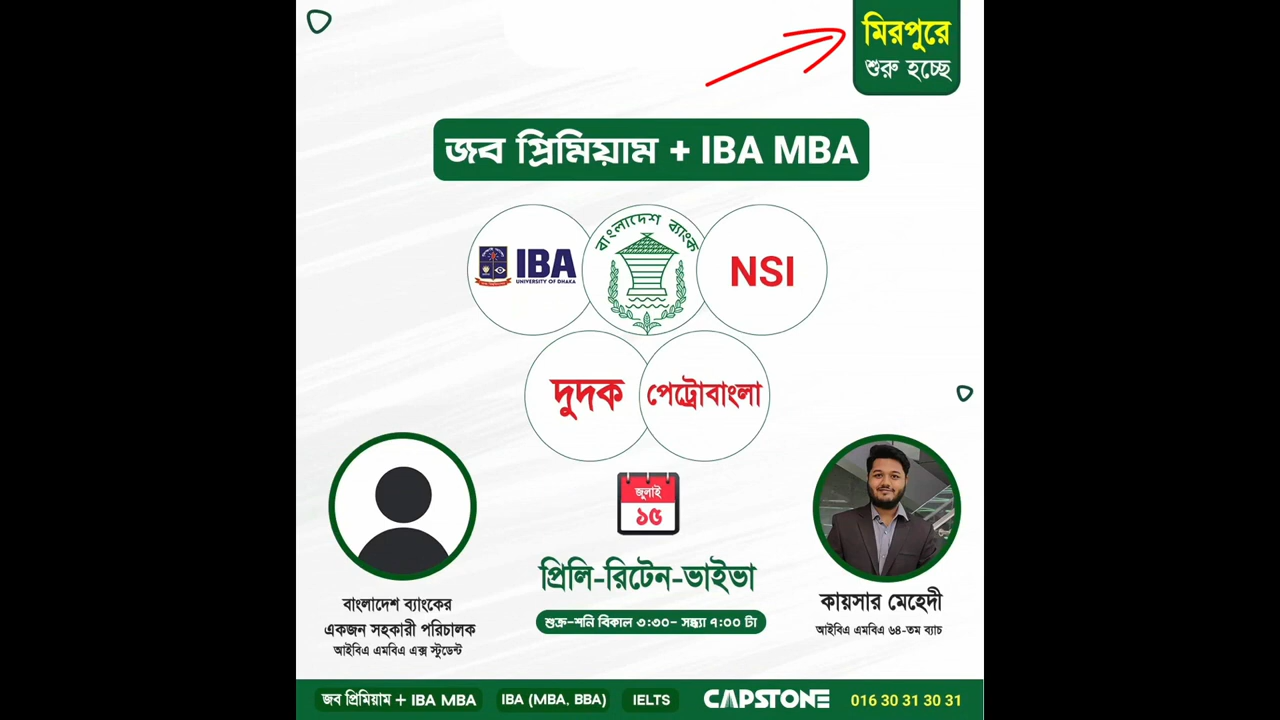 মিরপুরে
শুরু হচ্ছে
জব প্রিমিয়াম + IBA MBA
IBA
UNIVERSITY OF DHAKA
বাংলাদেশ ব্যাংক
NSI
দুদক
পেট্রোবাংলা
জুলাই
১৫
প্রিলি-রিটেন-ভাইভা
শুক্র-শনি বিকাল ৩:৩০- সন্ধ্যা ৭:০০ টা
বাংলাদেশ ব্যাংকের
একজন সহকারী পরিচালক
আইবিএ এমবিএ এক্স স্টুডেন্ট
কায়সার মেহেদী
আইবিএ এমবিএ ৬৪-তম ব্যাচ
জব প্রিমিয়াম + IBA MBA
IBA (MBA, BBA)
IELTS
CAPSTONE
016 30 31 30 31